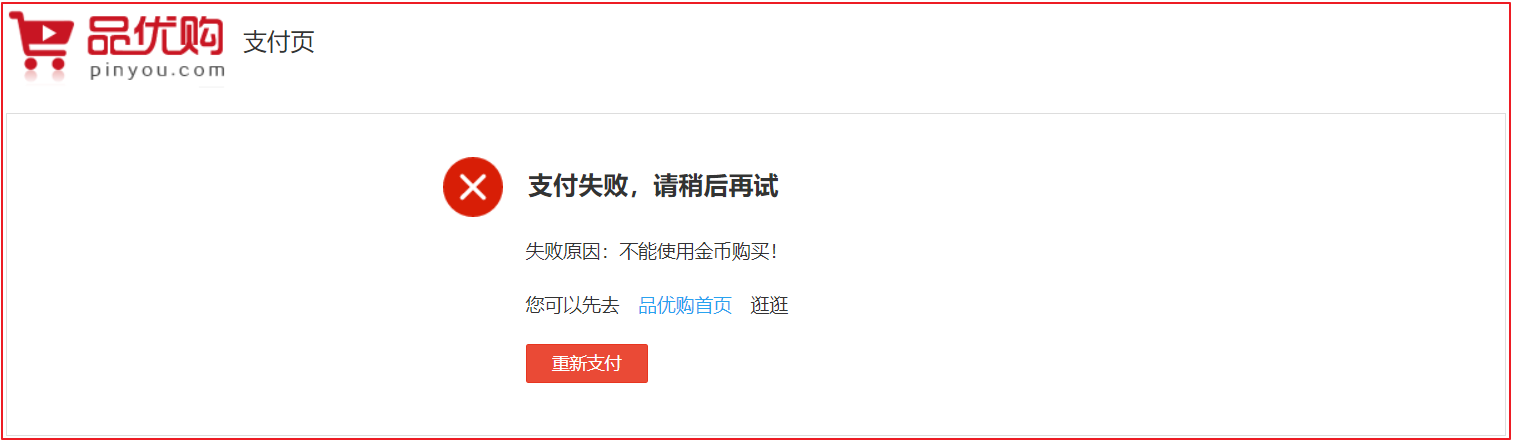 品优购 支付页
pinyou.com
支付失败，请稍后再试
失败原因：不能使用金币购买！
您可以先去 品优购首页 逛逛
重新支付